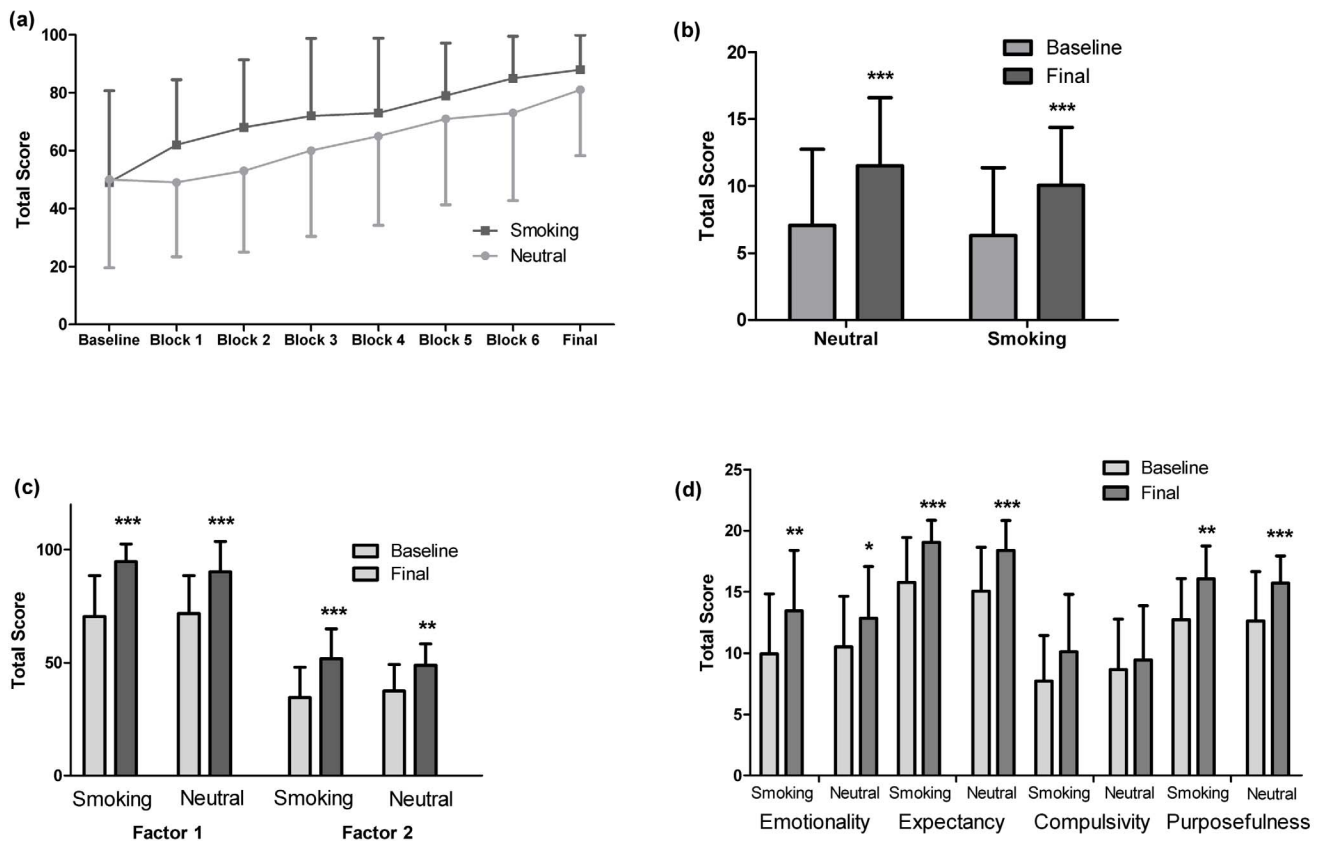 (a)
Total Score
100
80
60
40
20
0
Smoking
Neutral
Baseline Block 1 Block 2 Block 3 Block 4 Block 5 Block 6 Final
(b)
Total Score
20
15
10
5
0
Baseline
Final
***
***
Neutral Smoking
(c)
Total Score
100
50
0
Baseline
Final
*** ***
*** **
Smoking Neutral Smoking Neutral
Factor 1 Factor 2
(d)
Total Score
25
20
15
10
5
0
Baseline
Final
** * *** *** ** ***
Smoking Neutral Smoking Neutral Smoking Neutral Smoking Neutral
Emotionality Expectancy Compulsivity Purposefulness